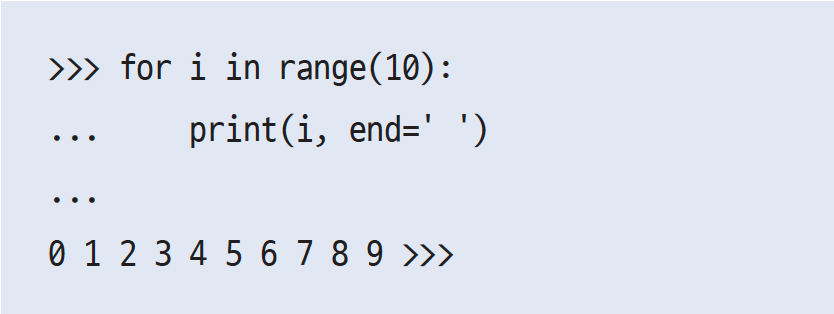 >>> for i in range(10):
...     print(i, end=' ')
...
0 1 2 3 4 5 6 7 8 9 >>>